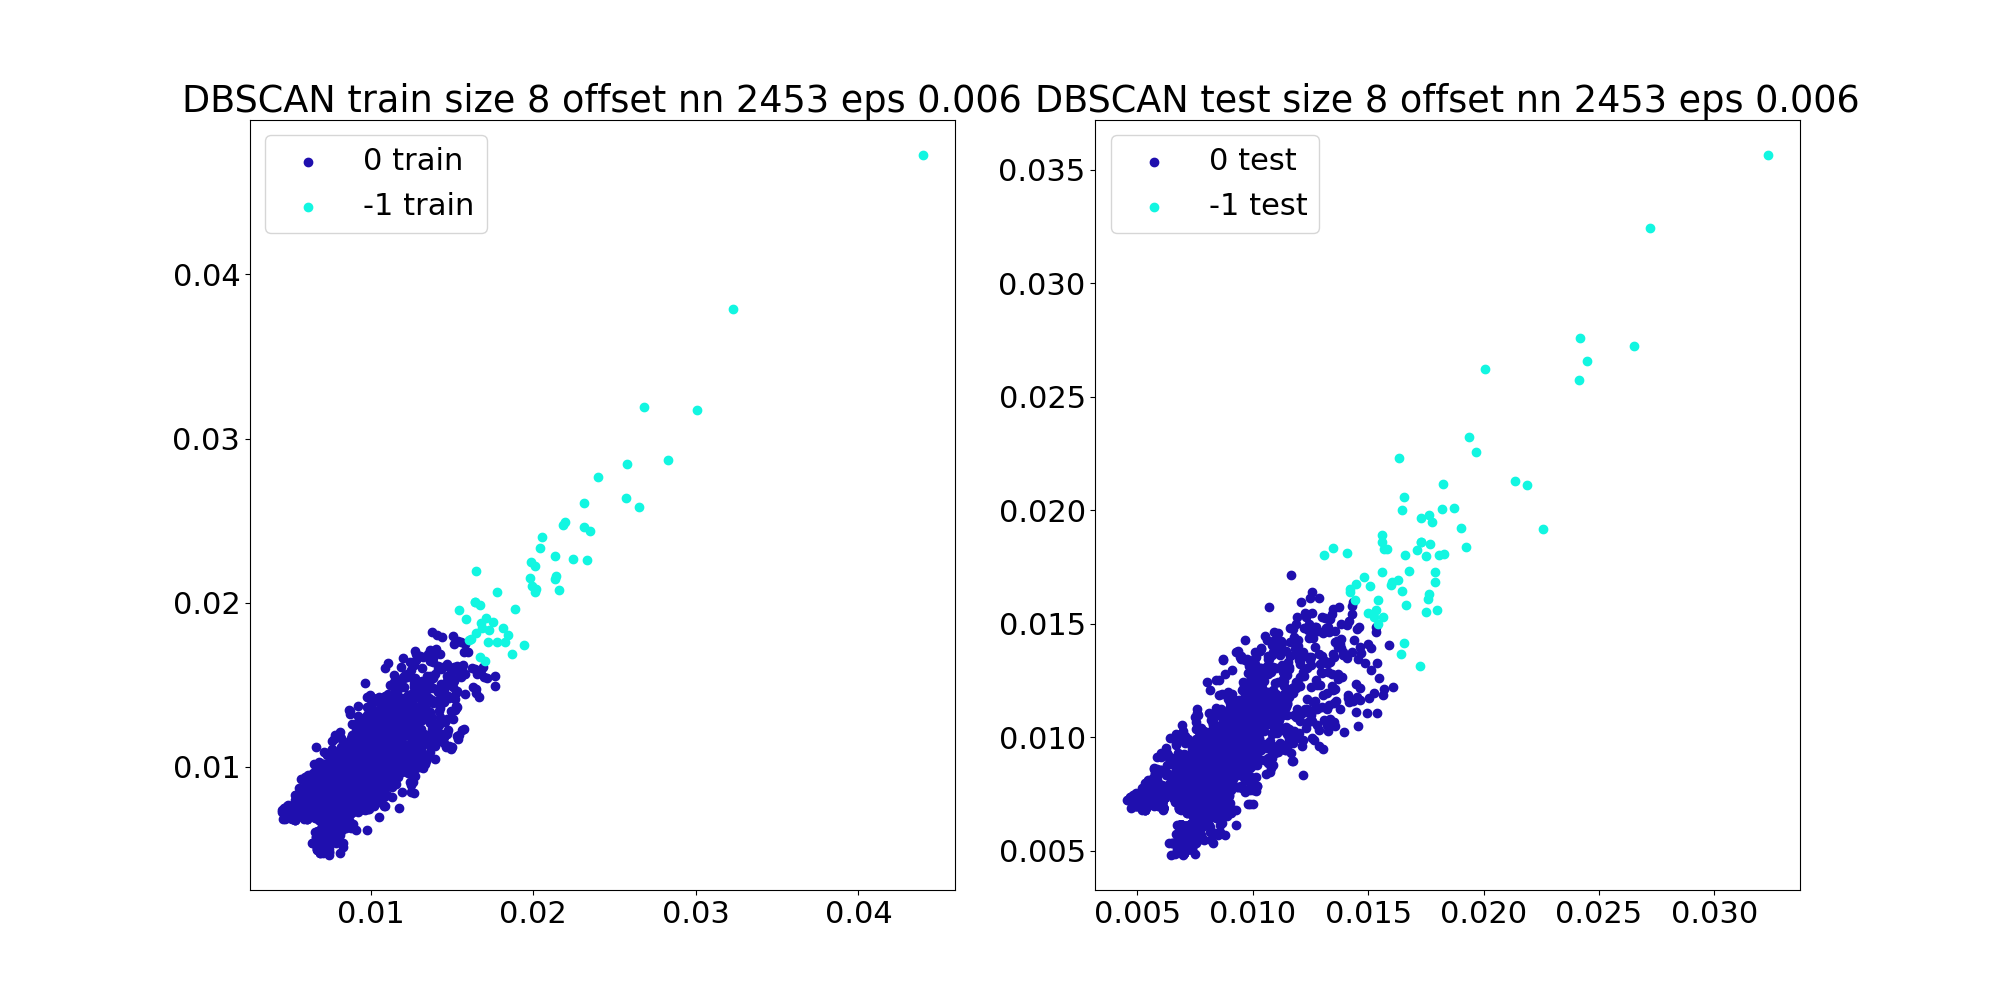 DBSCAN train size 8 offset nn 2453 eps 0.006
0 train
-1 train
0.04
0.03
0.02
0.01
0.01 0.02 0.03 0.04
DBSCAN test size 8 offset nn 2453 eps 0.006
0 test
-1 test
0.035
0.030
0.025
0.020
0.015
0.010
0.005
0.005 0.010 0.015 0.020 0.025 0.030